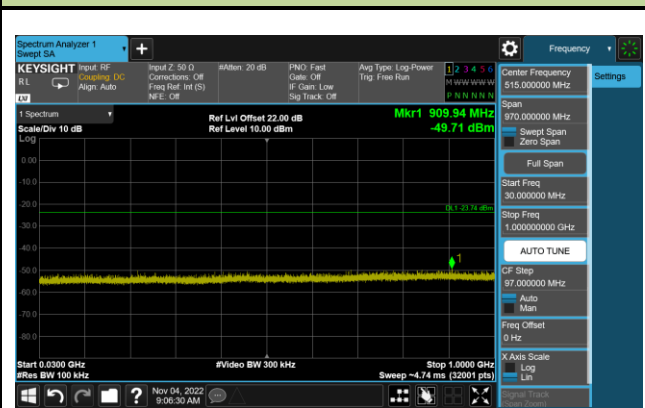 Spectrum Analyzer 1
Swept SA
Frequency
KEYSIGHT
RL
Input: RF
Coupling: DC
Align: Auto
Input Z: 50 Ω
Corrections: Off
Freq Ref: Int (S)
NFE: Off
#Atten: 20 dB
PNO: Fast
Gate: Off
IF Gain: Low
Sig Track: Off
Avg Type: Log-Power
Trig: Free Run
1 2 3 4 5 6
M W W W W W
P N N N N N
1 Spectrum
Scale/Div 10 dB
Log
Ref Lvl Offset 22.00 dB
Ref Level 10.00 dBm
Mkr1 909.94 MHz
-49.71 dBm
0.00
-10.0
-20.0
-30.0
-40.0
-50.0
-60.0
-70.0
-80.0
DL1 -23.74 dBm
1
Start 0.0300 GHz
#Res BW 100 kHz
#Video BW 300 kHz
Stop 1.0000 GHz
Sweep ~4.74 ms (32001 pts)
Nov 04, 2022
9:06:30 AM
Center Frequency
515.000000 MHz
Settings
Span
970.000000 MHz
Swept Span
Zero Span
Full Span
Start Freq
30.000000 MHz
Stop Freq
1.000000000 GHz
AUTO TUNE
CF Step
97.000000 MHz
Auto
Man
Freq Offset
0 Hz
X Axis Scale
Log
Lin
Signal Track
(Span Zoom)